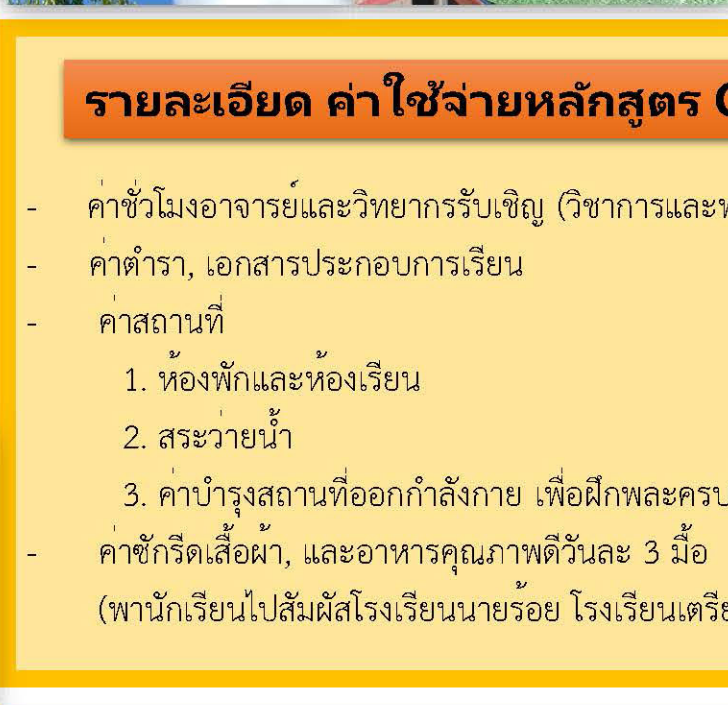 รายละเอียด ค่าใช้จ่ายหลักสูตร
- ค่าชั่วโมงอาจารย์และวิทยากรรับเชิญ (วิชาการและ
- ค่าตำรา, เอกสารประกอบการเรียน
- ค่าสถานที่
1. ห้องพักและห้องเรียน
2. สระว่ายน้ำ
3. ค่าบำรุงสถานที่ออกกำลังกาย เพื่อฝึกพละครบ
- ค่าซักรีดเสื้อผ้า, และอาหารคุณภาพดีวันละ 3 มื้อ
(พานักเรียนไปสัมผัสโรงเรียนนายร้อย โรงเรียนเตรีย